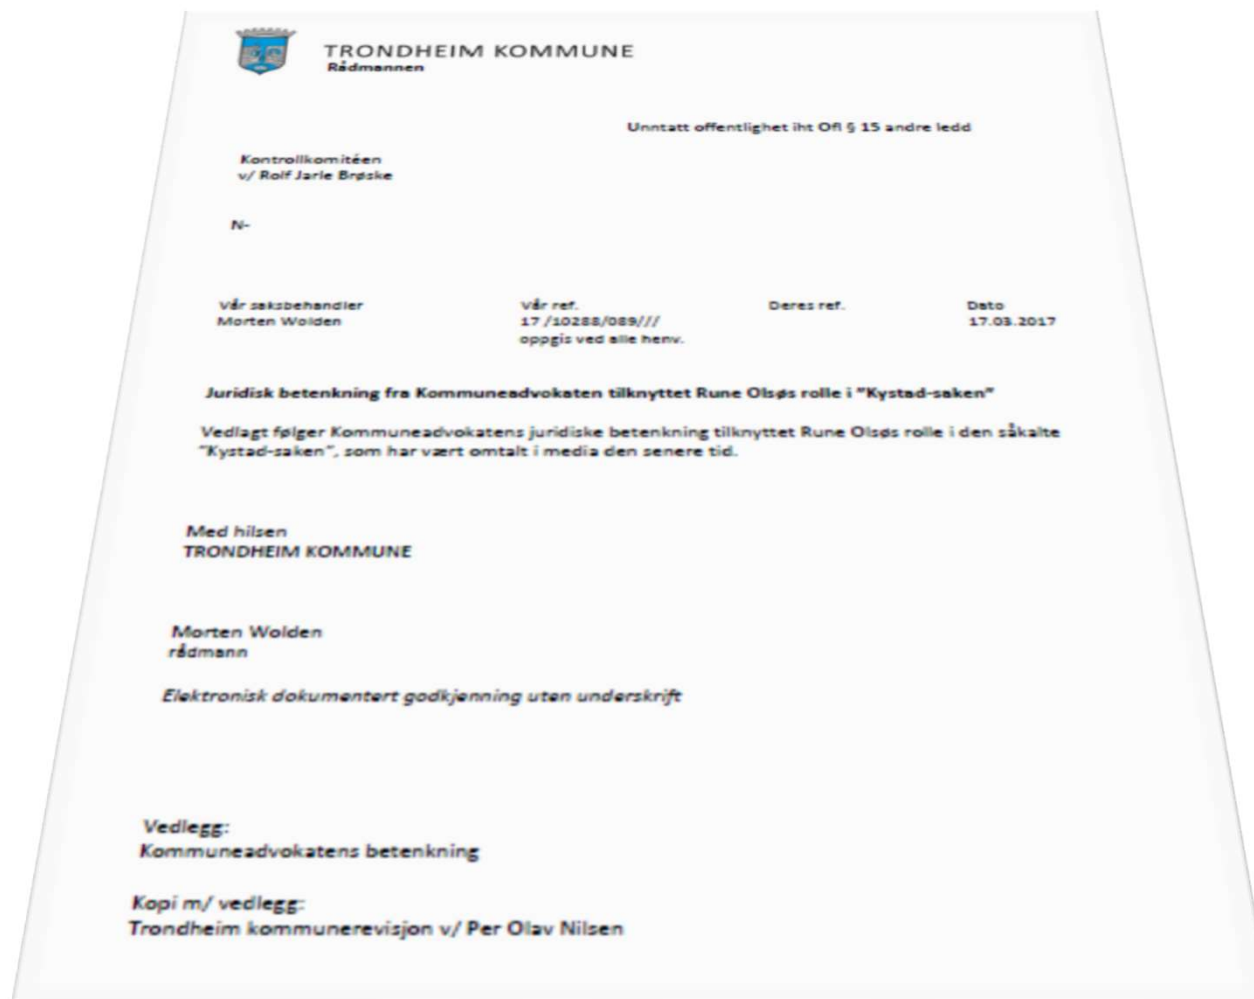 TRONDHEIM KOMMUNE
Rådmannen
Unntatt offentlighet iht Ofl § 15 andre ledd
Kontrollkomitéen
v/ Rolf Jarle Brøske
N-
Vår saksbehandler Vår ref. Deres ref. Dato
Morten Wolden 17 /10288/089/// 17.03.2017
oppgis ved alle henv.
Juridisk betenkning fra Kommuneadvokaten tilknyttet Rune Olsøs rolle i "Kystad-saken"
Vedlagt følger Kommuneadvokatens juridiske betenkning tilknyttet Rune Olsøs rolle i den såkalte
"Kystad-saken", som har vært omtalt i media den senere tid.
Med hilsen
TRONDHEIM KOMMUNE
Morten Wolden
rådmann
Elektronisk dokumentert godkjenning uten underskrift
Vedlegg:
Kommuneadvokatens betenkning
Kopi m/ vedlegg:
Trondheim kommunerevisjon v/ Per Olav Nilsen